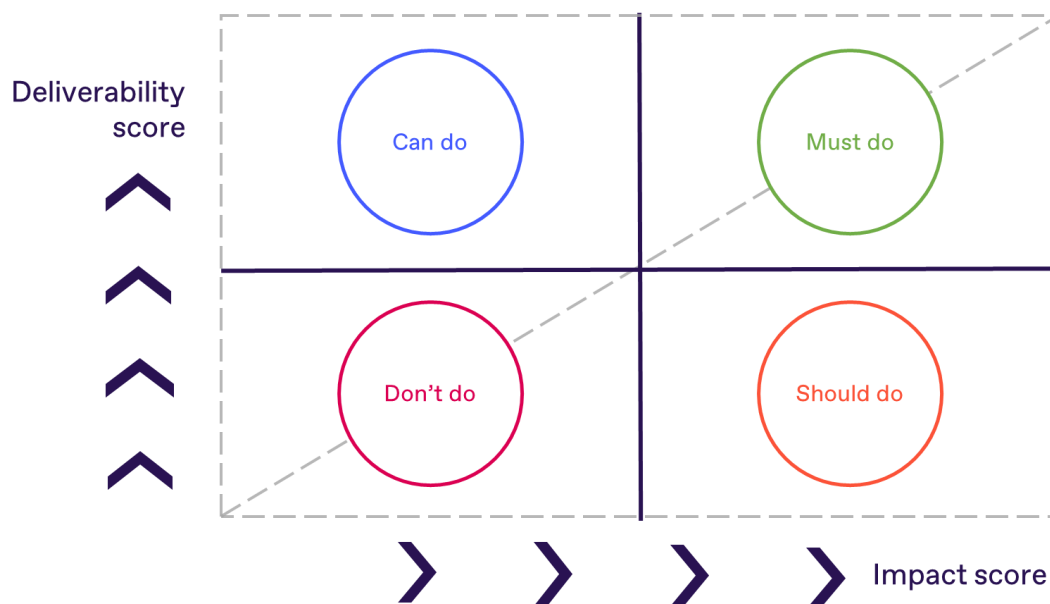 Deliverability
score
Can do
Must do
Don’t do
Should do
Impact score